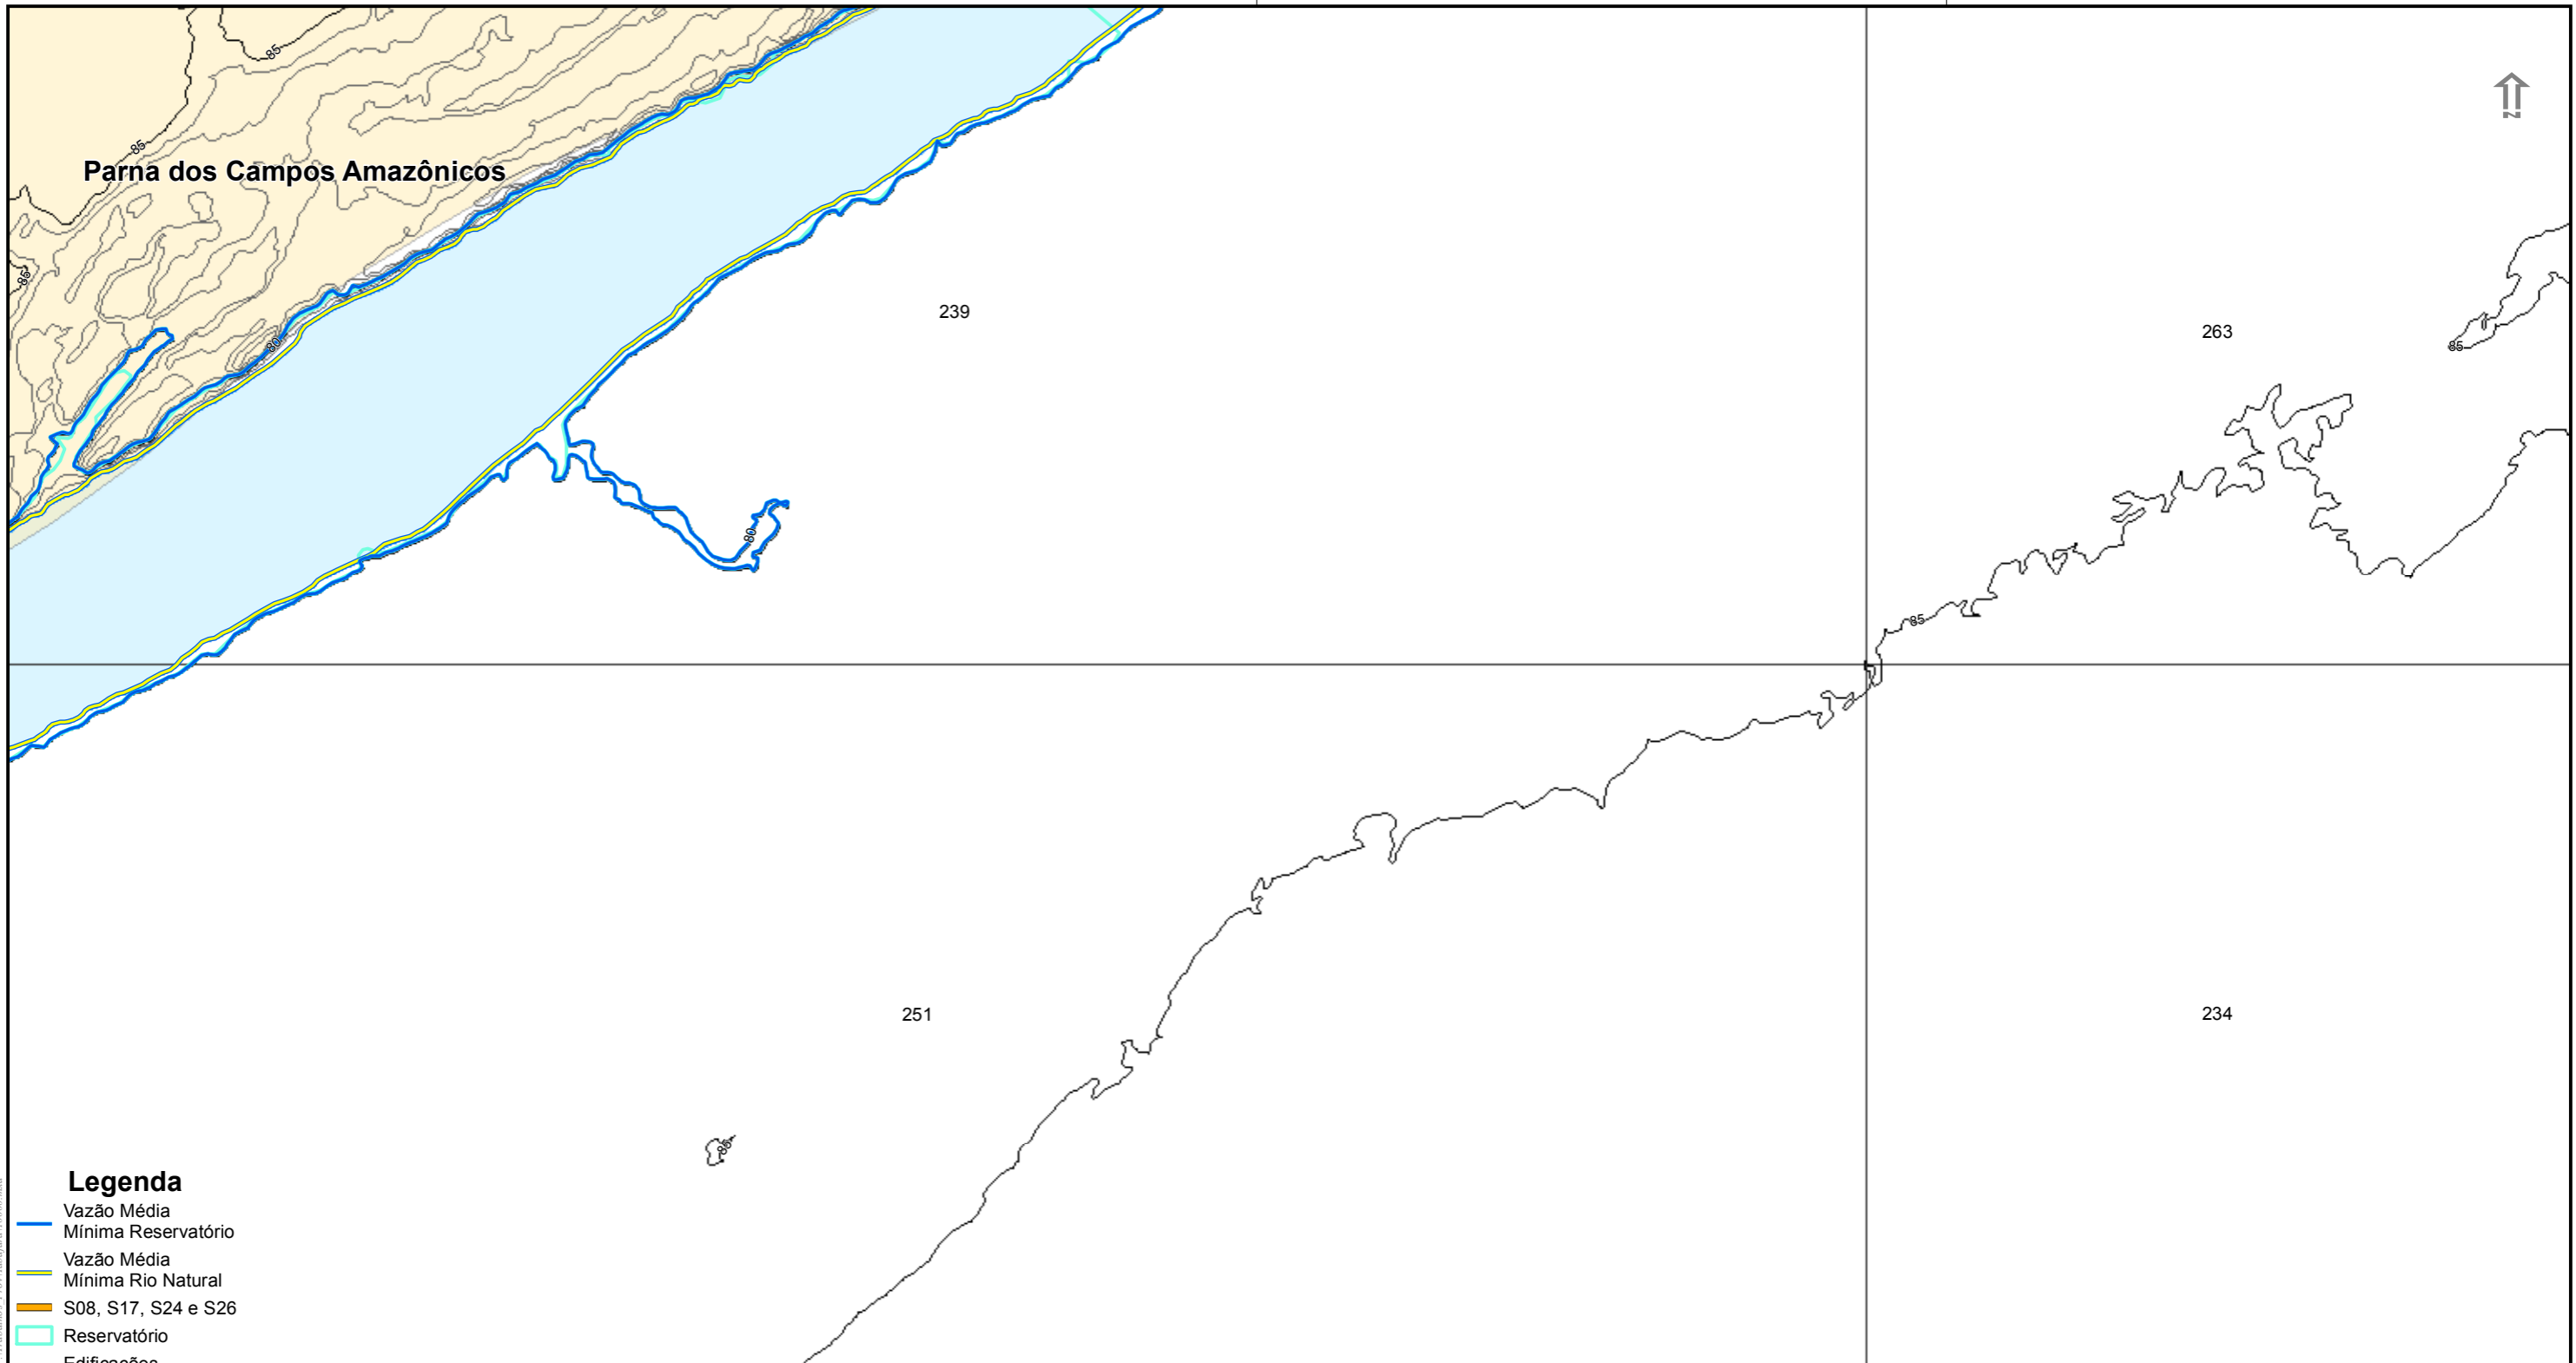 85
85
Parna dos Campos Amazônicos
N
85
239
263
80
85
80
85
251
234
85
Legenda
Vazão Média
Mínima Reservatório
Vazão Média
Mínima Rio Natural
S08, S17, S24 e S26
Reservatório
Edificações